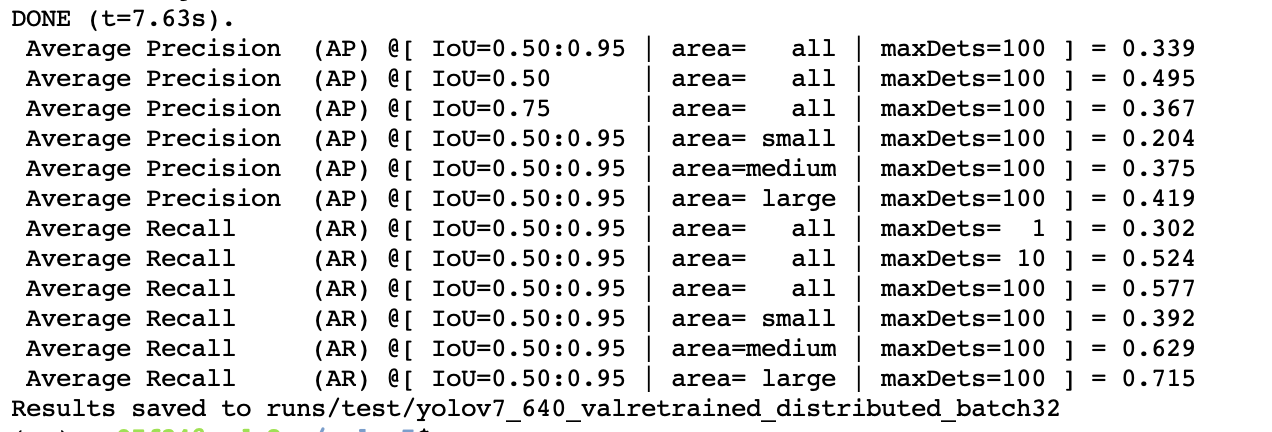 DONE (t=7.63s).
 Average Precision  (AP) @[ IoU=0.50:0.95 | area=   all | maxDets=100 ] = 0.339
 Average Precision  (AP) @[ IoU=0.50      | area=   all | maxDets=100 ] = 0.495
 Average Precision  (AP) @[ IoU=0.75      | area=   all | maxDets=100 ] = 0.367
 Average Precision  (AP) @[ IoU=0.50:0.95 | area= small | maxDets=100 ] = 0.204
 Average Precision  (AP) @[ IoU=0.50:0.95 | area=medium | maxDets=100 ] = 0.375
 Average Precision  (AP) @[ IoU=0.50:0.95 | area= large | maxDets=100 ] = 0.419
 Average Recall     (AR) @[ IoU=0.50:0.95 | area=   all | maxDets=  1 ] = 0.302
 Average Recall     (AR) @[ IoU=0.50:0.95 | area=   all | maxDets= 10 ] = 0.524
 Average Recall     (AR) @[ IoU=0.50:0.95 | area=   all | maxDets=100 ] = 0.577
 Average Recall     (AR) @[ IoU=0.50:0.95 | area= small | maxDets=100 ] = 0.392
 Average Recall     (AR) @[ IoU=0.50:0.95 | area=medium | maxDets=100 ] = 0.629
 Average Recall     (AR) @[ IoU=0.50:0.95 | area= large | maxDets=100 ] = 0.715
Results saved to runs/test/yolov7_640_valretrained_distributed_batch32